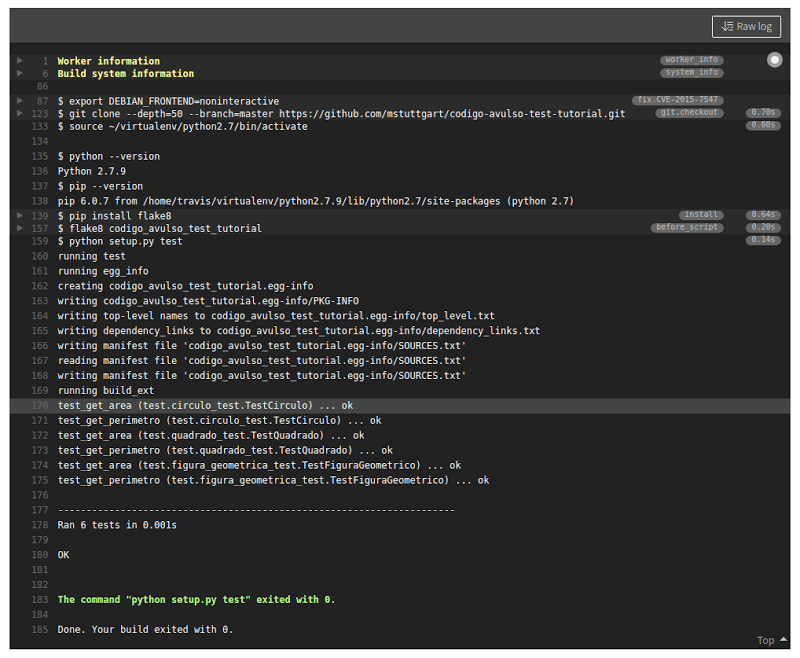 Raw log
1 Worker information worker_info
6 Build system information system_info
86
87 $ export DEBIAN_FRONTEND=noninteractive fix.CVE-2015-7547
123 $ git clone --depth=50 --branch=master https://github.com/mstuttgart/codigo-avulso-test-tutorial.git git.checkout 0.70s
133 $ source ~/virtualenv/python2.7/bin/activate 0.00s
134
135 $ python --version
136 Python 2.7.9
137 $ pip --version
138 pip 6.0.7 from /home/travis/virtualenv/python2.7.9/lib/python2.7/site-packages (python 2.7)
139 $ pip install flake8 install 0.64s
157 $ flake8 codigo_avulso_test_tutorial before_script 0.20s
159 $ python setup.py test 0.14s
160 running test
161 running egg_info
162 creating codigo_avulso_test_tutorial.egg-info
163 writing codigo_avulso_test_tutorial.egg-info/PKG-INFO
164 writing top-level names to codigo_avulso_test_tutorial.egg-info/top_level.txt
165 writing dependency_links to codigo_avulso_test_tutorial.egg-info/dependency_links.txt
166 writing manifest file 'codigo_avulso_test_tutorial.egg-info/SOURCES.txt'
167 reading manifest file 'codigo_avulso_test_tutorial.egg-info/SOURCES.txt'
168 writing manifest file 'codigo_avulso_test_tutorial.egg-info/SOURCES.txt'
169 running build_ext
170 test_get_area (test.circulo_test.TestCirculo) ... ok
171 test_get_perimetro (test.circulo_test.TestCirculo) ... ok
172 test_get_area (test.quadrado_test.TestQuadrado) ... ok
173 test_get_perimetro (test.quadrado_test.TestQuadrado) ... ok
174 test_get_area (test.figura_geometrica_test.TestFiguraGeometrico) ... ok
175 test_get_perimetro (test.figura_geometrica_test.TestFiguraGeometrico) ... ok
176
177 ----------------------------------------------------------------------
178 Ran 6 tests in 0.001s
179
180 OK
181
182
183 The command "python setup.py test" exited with 0.
184
185 Done. Your build exited with 0.
Top